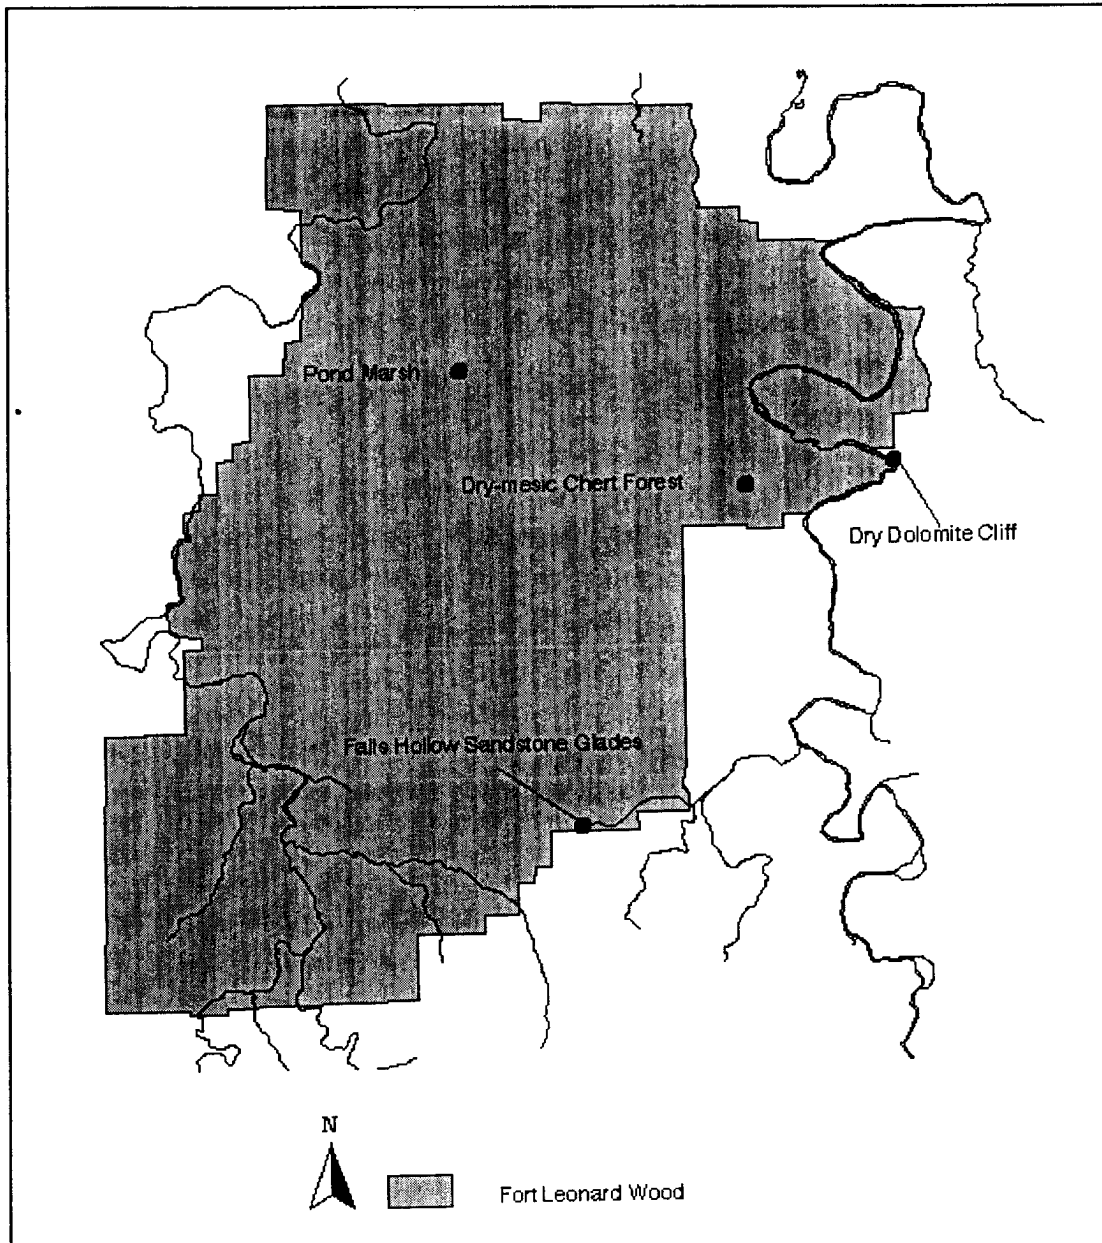 Pond Marsh
Dry-mesic Chert Forest
Dry Dolomite Cliff
Falls Hollow Sandstone Glades
N
Fort Leonard Wood